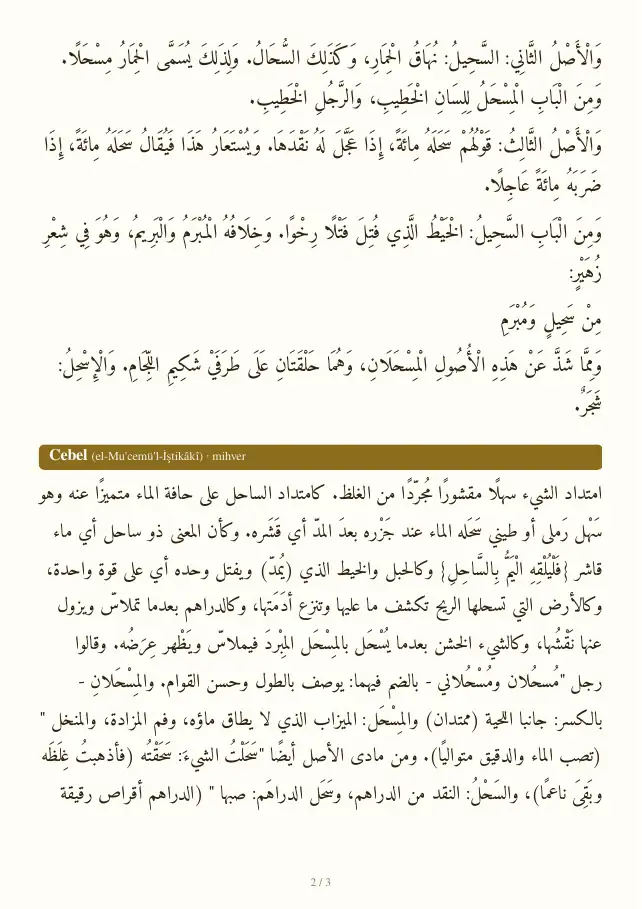 وَالْأَصْلُ الثَّانِي: السَّحِيلُ: نُهَاقُ الْحِمَارِ، وَكَذَلِكَ السُّحَالُ. وَلِذَلِكَ يُسَمَّى الْحِمَارُ مِسْحَلًا.
وَمِنَ الْبَابِ الْمِسْحَلُ لِلِسَانِ الْخَطِيبِ، وَالرَّجُلِ الْخَطِيبِ.
وَالْأَصْلُ الثَّالِثُ: قَوْلُهُمْ سَحَلَهُ مِائَةً، إِذَا عَجَّلَ لَهُ نَقْدَهَا. وَيُسْتَعَارُ هَذَا فَيُقَالُ سَحَلَهُ مِائَةً، إِذَا
ضَرَبَهُ مِائَةً عَاجِلًا.
وَمِنَ الْبَابِ السَّحِيلُ: الْخَيْطُ الَّذِي فُتِلَ فَتْلًا رِخْوًا. وَخِلَافُهُ الْمُبْرَمُ وَالْبَرِيمُ، وَهُوَ فِي شِعْرِ
زُهَيْرٍ:
مِنْ سَحِيلٍ وَمُبْرَمِ
وَمِمَّا شَذَّ عَنْ هَذِهِ الْأُصُولِ الْمِسْحَلَانِ، وَهُمَا حَلْقَتَانِ عَلَى طَرَفَيْ شَكِيمِ اللِّجَامِ. وَالْإِسْحِلُ:
شَجَرٌ.
Cebel (el-Mu'cemü'l-İştikâkî) · mihver
امتداد الشيء سهلًا مقشورًا مُجرّدًا من الغلظ. كامتداد الساحل على حافة الماء متميزًا عنه وهو
سَهْل رَملى أو طيني سَحَله الماء عند جَزْره بعدَ المدّ أي قَشَره. وكأن المعنى ذو ساحل أي ماء
قاشر {فَلْيُلْقِهِ الْيَمُّ بِالسَّاحِلِ} وكالحبل والخيط الذي (يُمدّ) ويفتل وحده أي على قوة واحدة،
وكالأرض التي تسحلها الريح تكشف ما عليها وتنزع أدَمَتها، وكالدراهم بعدما تملاسّ ويزول
عنها نَقْشُها، وكالشيء الخشن بعدما يُسْحَل بالمِسْحَل المِبْردَ فيملاسّ ويَظْهر عِرَضُه. وقالوا
رجل "مُسحُلان ومُسْحُلاني - بالضم فيهما: يوصف بالطول وحسن القوام. والمِسْحَلانِ -
بالكسر: جانبا اللحية (ممتدان) والمِسْحَل: الميزاب الذي لا يطاق ماؤه، وفم المزادة، والمنخل "
(تصب الماء والدقيق متواليًا). ومن مادى الأصل أيضًا "سَحَلْتُ الشيءَ: سَحَقْتُه (فأذهبتُ غِلَظَه
وبَقِىَ ناعمًا)، والسَحْلُ: النقد من الدراهم، وسَحَل الدراهَم: صبها " (الدراهم أقراص رقيقة
2 / 3